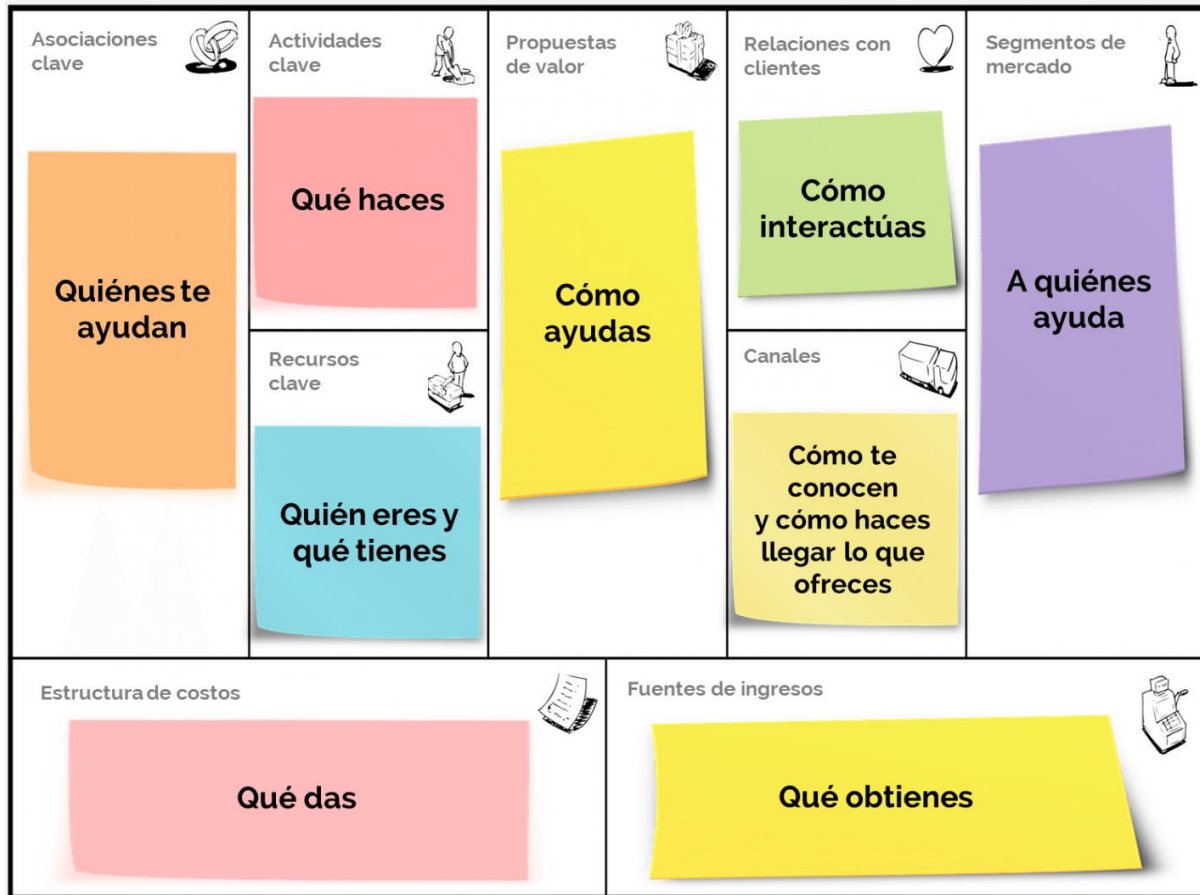 Asociaciones
clave
Quiénes te
ayudan
Actividades
clave
Qué haces
Recursos
clave
Quién eres y
qué tienes
Propuestas
de valor
Cómo
ayudas
Relaciones con
clientes
Cómo
interactúas
Canales
Cómo te
conocen
y cómo haces
llegar lo que
ofreces
Segmentos de
mercado
A quiénes
ayuda
Estructura de costos
Qué das
Fuentes de ingresos
Qué obtienes